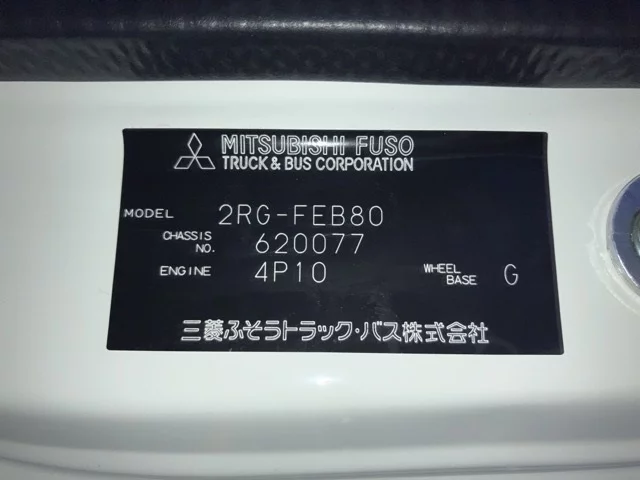 MITSUBISHI FUSO
TRUCK & BUS CORPORATION
MODEL 2RG-FEB80
CHASSIS NO. 620077
ENGINE 4P10 WHEEL BASE G
三菱ふそうトラック・バス株式会社